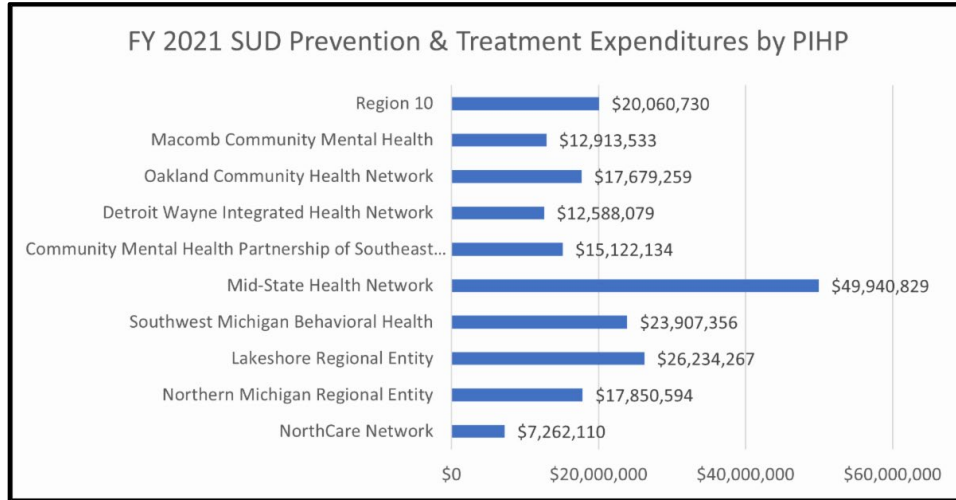 FY 2021 SUD Prevention & Treatment Expenditures by PIHP
Region 10 $20,060,730
Macomb Community Mental Health $12,913,533
Oakland Community Health Network $17,679,259
Detroit Wayne Integrated Health Network $12,588,079
Community Mental Health Partnership of Southeast... $15,122,134
Mid-State Health Network $49,940,829
Southwest Michigan Behavioral Health $23,907,356
Lakeshore Regional Entity $26,234,267
Northern Michigan Regional Entity $17,850,594
NorthCare Network $7,262,110
$0 $20,000,000 $40,000,000 $60,000,000